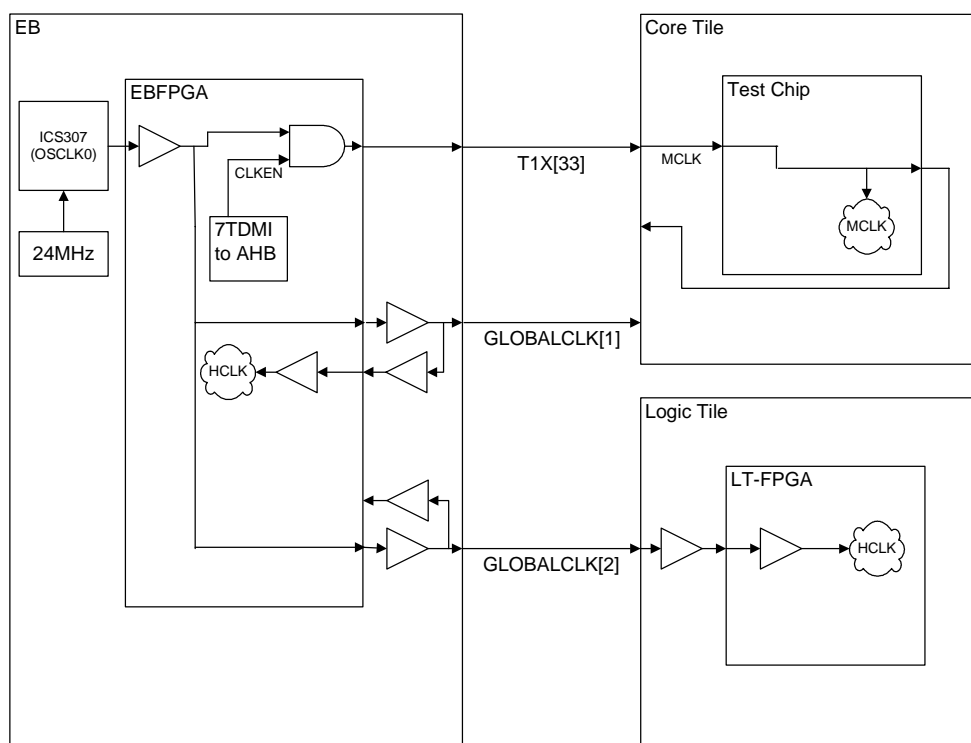 EB
Core Tile
EBFPGA
Test Chip
ICS307
(OSCLK0)
CLKEN
T1X[33]
MCLK
7TDMI
to AHB
MCLK
24MHz
GLOBALCLK[1]
HCLK
Logic Tile
LT-FPGA
HCLK
GLOBALCLK[2]